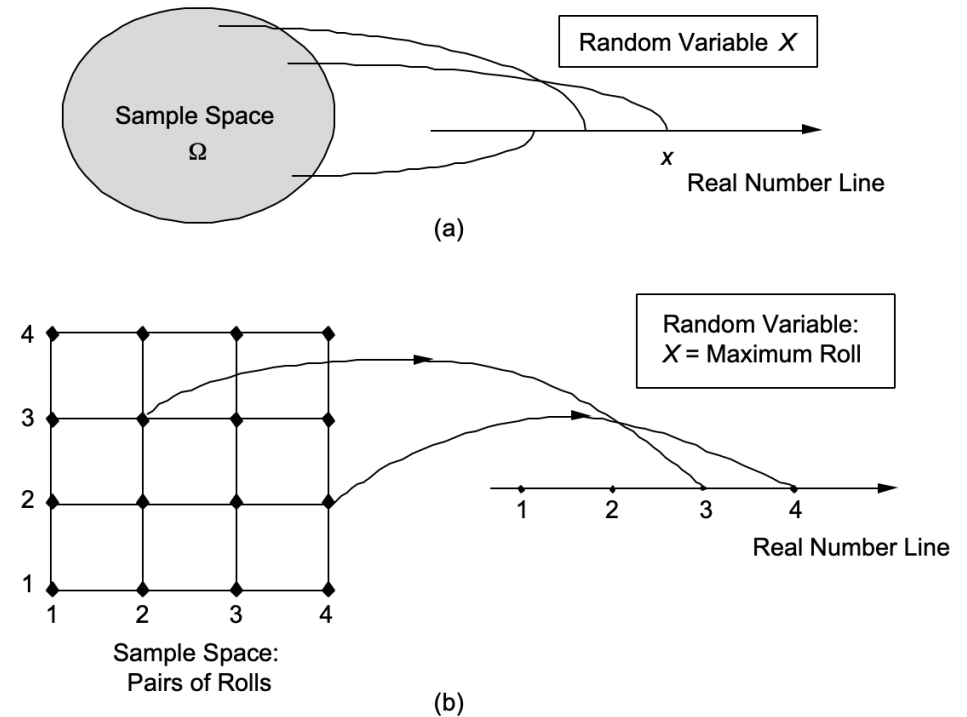 Random Variable X
Sample Space
Ω
x
Real Number Line
(a)
Random Variable:
X = Maximum Roll
4
3
2
1
1 2 3 4
1 2 3 4
Real Number Line
Sample Space:
Pairs of Rolls
(b)